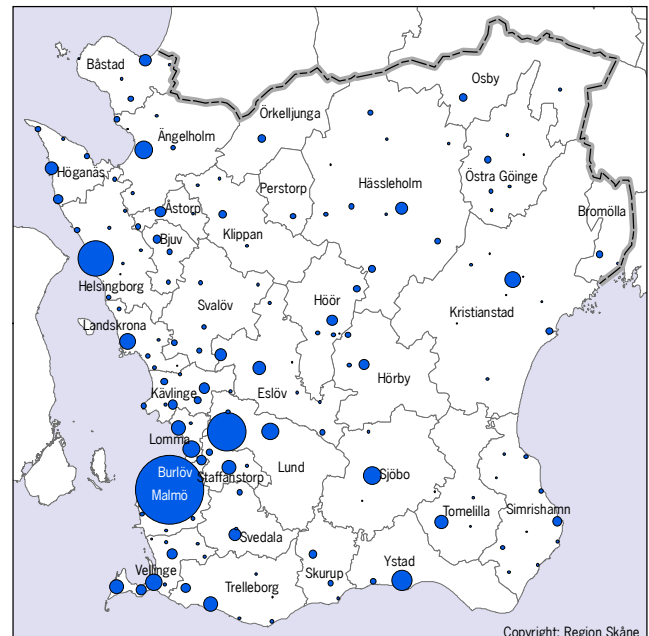 Båstad
Osby
Örkelljunga
Ängelholm
Höganäs
Östra Göinge
Perstorp
Hässleholm
Åstorp
Bromölla
Klippan
Bjuv
Helsingborg
Svalöv
Höör
Kristianstad
Landskrona
Hörby
Kävlinge
Eslöv
Lomma
Burlöv
Staffanstorp
Lund
Sjöbo
Malmö
Simrishamn
Tomelilla
Svedala
Ystad
Vellinge
Skurup
Trelleborg
Copyright: Region Skåne